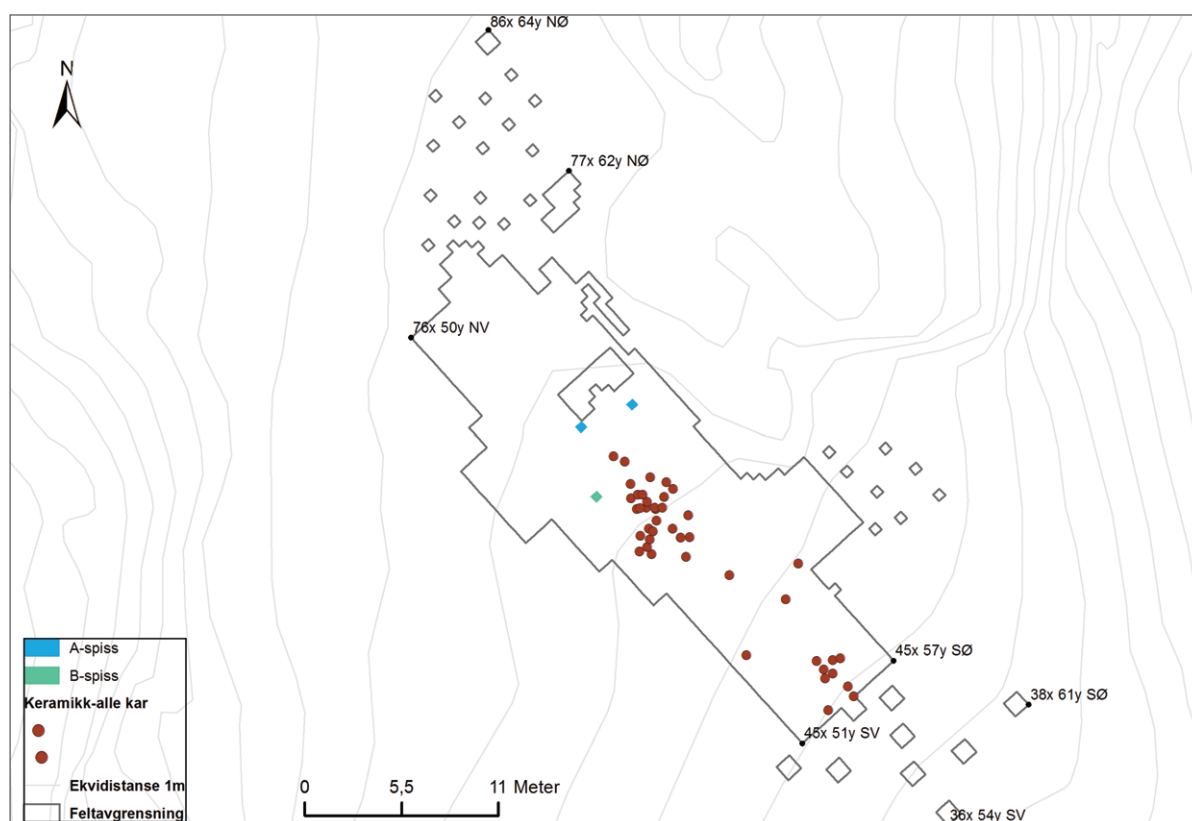 86x 64y NØ
N
77x 62y NØ
76x 50y NV
A-spiss
B-spiss
Keramikk-alle kar
Ekvidistanse 1m
Feltavgrensning
0 5,5 11 Meter
45x 57y SØ
38x 61y SØ
45x 51y SV
36x 54y SV